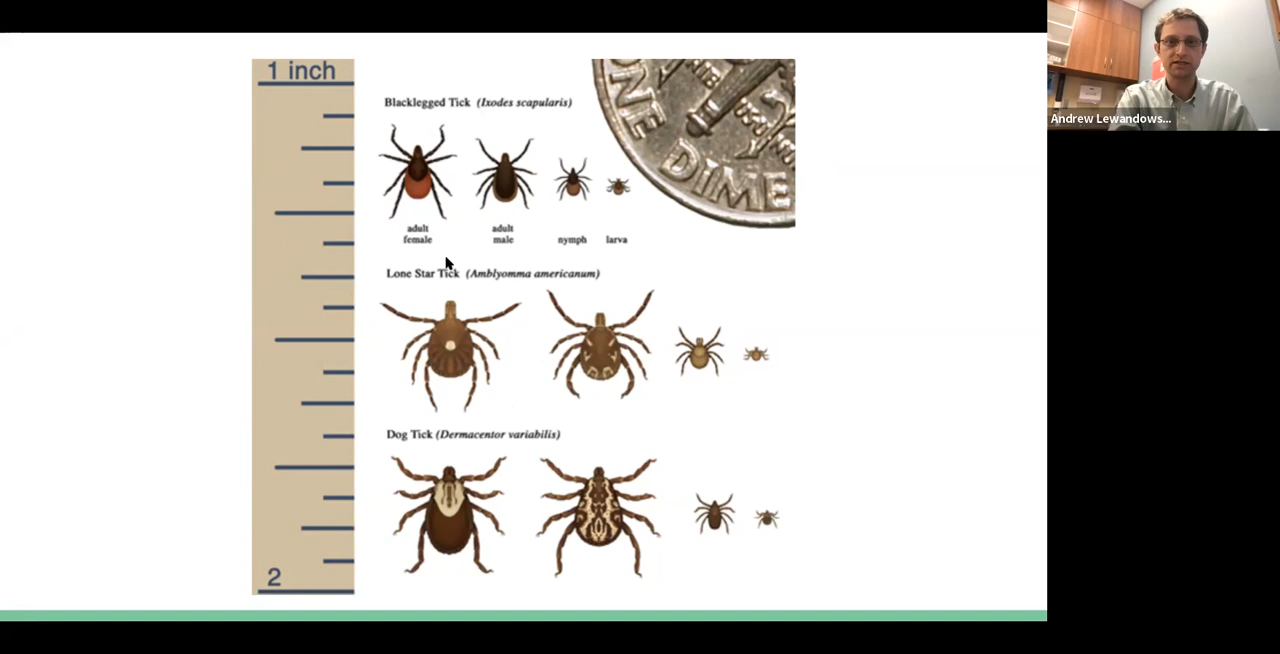 1 inch
Blacklegged Tick (Ixodes scapularis)
ONE DIME
adult female
adult male
nymph
larva
Lone Star Tick (Amblyomma americanum)
Dog Tick (Dermacentor variabilis)
2
Andrew Lewandows...